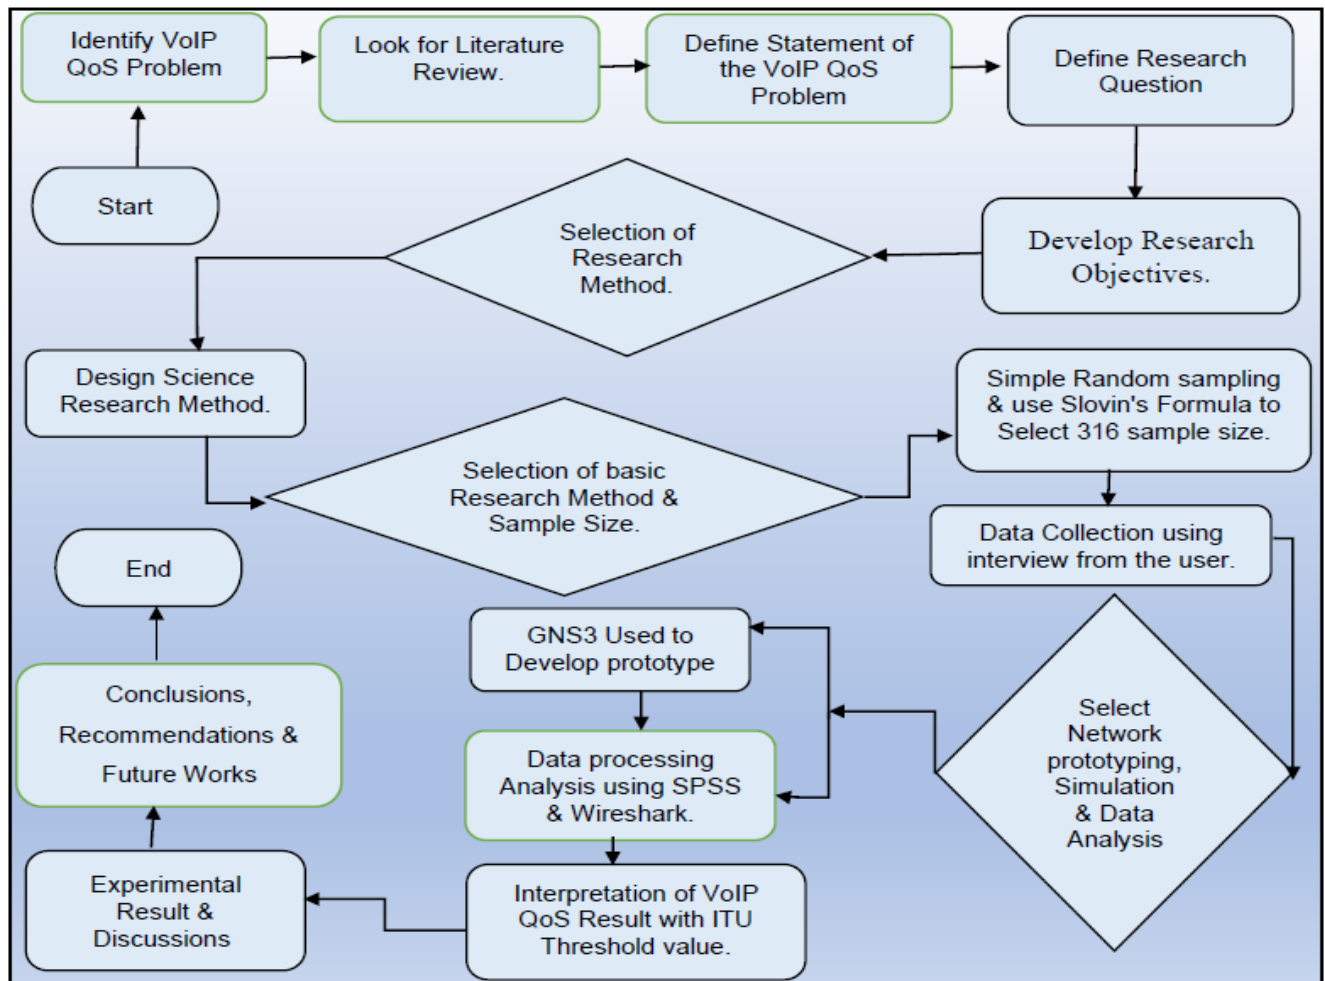 Identify VoIP
QoS Problem
Look for Literature
Review.
Define Statement of
the VoIP QoS
Problem
Define Research
Question
Start
Selection of
Research
Method.
Develop Research
Objectives.
Design Science
Research Method.
Selection of basic
Research Method &
Sample Size.
Simple Random sampling
& use Slovin's Formula to
Select 316 sample size.
Data Collection using
interview from the user.
Select
Network
prototyping,
Simulation
& Data
Analysis
GNS3 Used to
Develop prototype
Data processing
Analysis using SPSS
& Wireshark.
Interpretation of VoIP
QoS Result with ITU
Threshold value.
Experimental
Result &
Discussions
Conclusions,
Recommendations &
Future Works
End